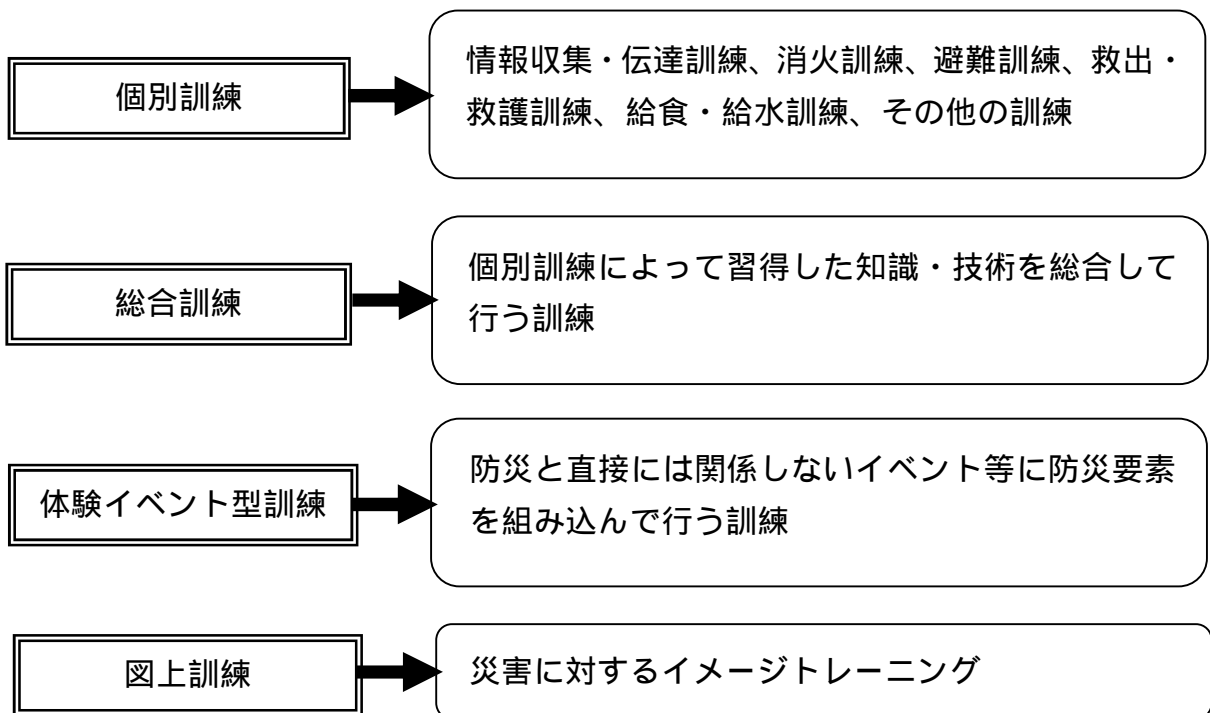 個別訓練
情報収集・伝達訓練、消火訓練、避難訓練、救出・
救護訓練、給食・給水訓練、その他の訓練
総合訓練
個別訓練によって習得した知識・技術を総合して
行う訓練
体験イベント型訓練
防災と直接には関係しないイベント等に防災要素
を組み込んで行う訓練
図上訓練
災害に対するイメージトレーニング